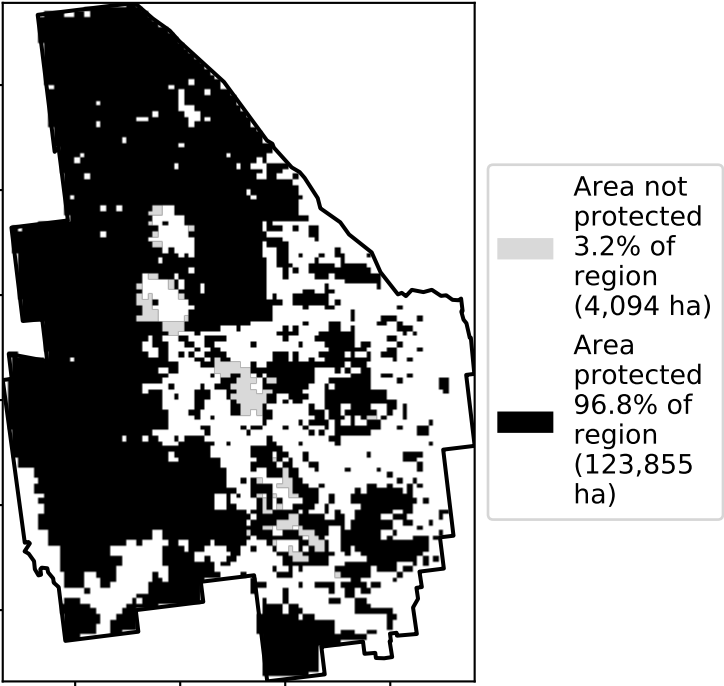 Area not
protected
3.2% of
region
(4,094 ha)
Area
protected
96.8% of
region
(123,855
ha)